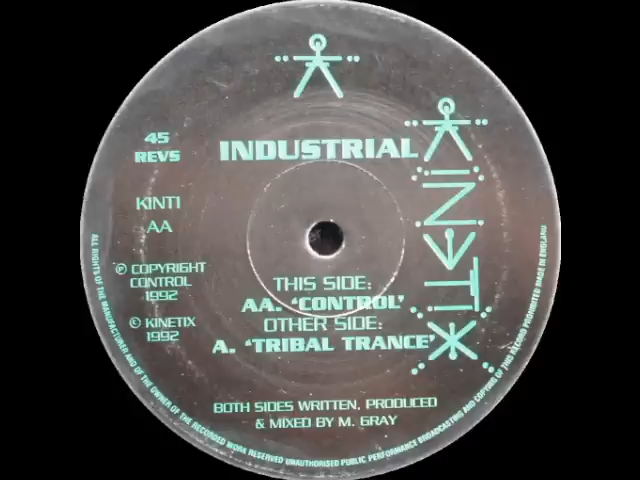 INDUSTRIAL
KINETIX
45
REVS
KINTI
AA
℗ COPYRIGHT
CONTROL
1992
© KINETIX
1992
THIS SIDE:
AA. ‘CONTROL’
OTHER SIDE:
A. ‘TRIBAL TRANCE’
BOTH SIDES WRITTEN, PRODUCED
& MIXED BY M. GRAY
ALL RIGHTS OF THE MANUFACTURER AND OF THE OWNER OF THE RECORDED WORK RESERVED UNAUTHORISED PUBLIC PERFORMANCE BROADCASTING AND COPYING OF THIS RECORD PROHIBITED MADE IN ENGLAND